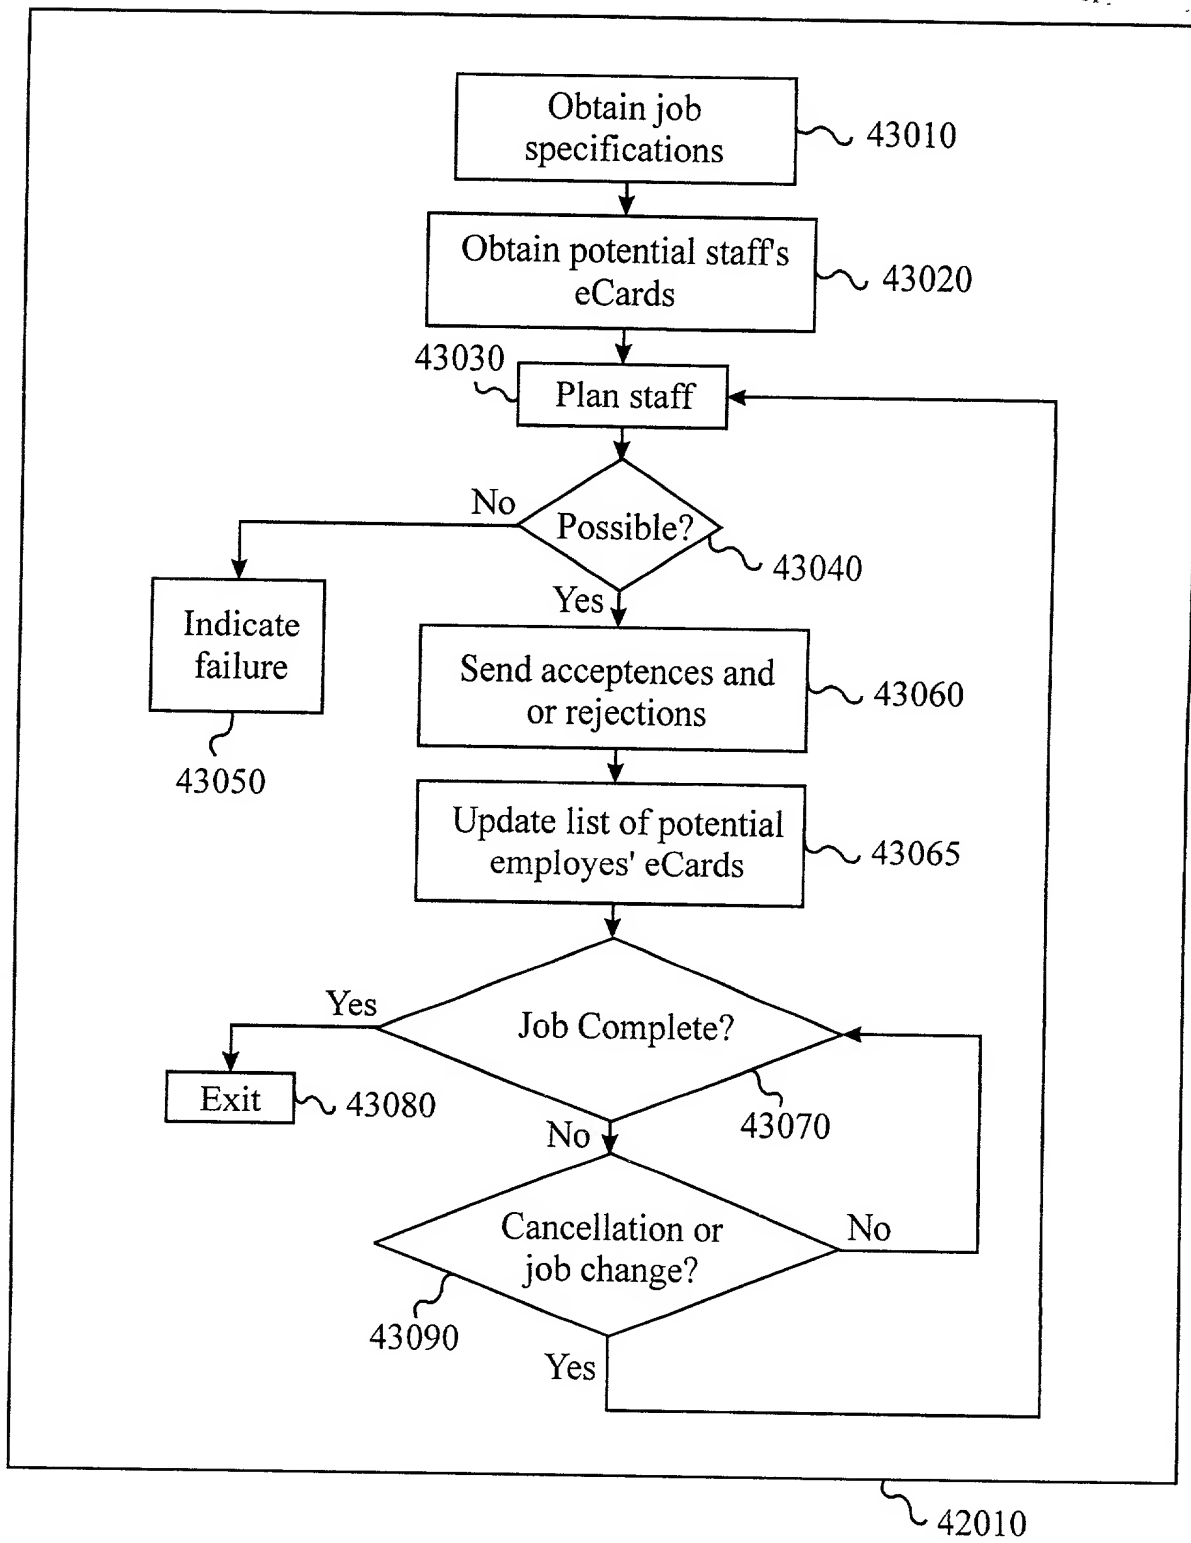 Obtain job
specifications
43010
Obtain potential staff's
eCards
43020
43030
Plan staff
No
Possible?
43040
Yes
Indicate
failure
43050
Send acceptences and
or rejections
43060
Update list of potential
employes' eCards
43065
Yes
Job Complete?
Exit
43080
43070
No
Cancellation or
job change?
No
43090
Yes
42010